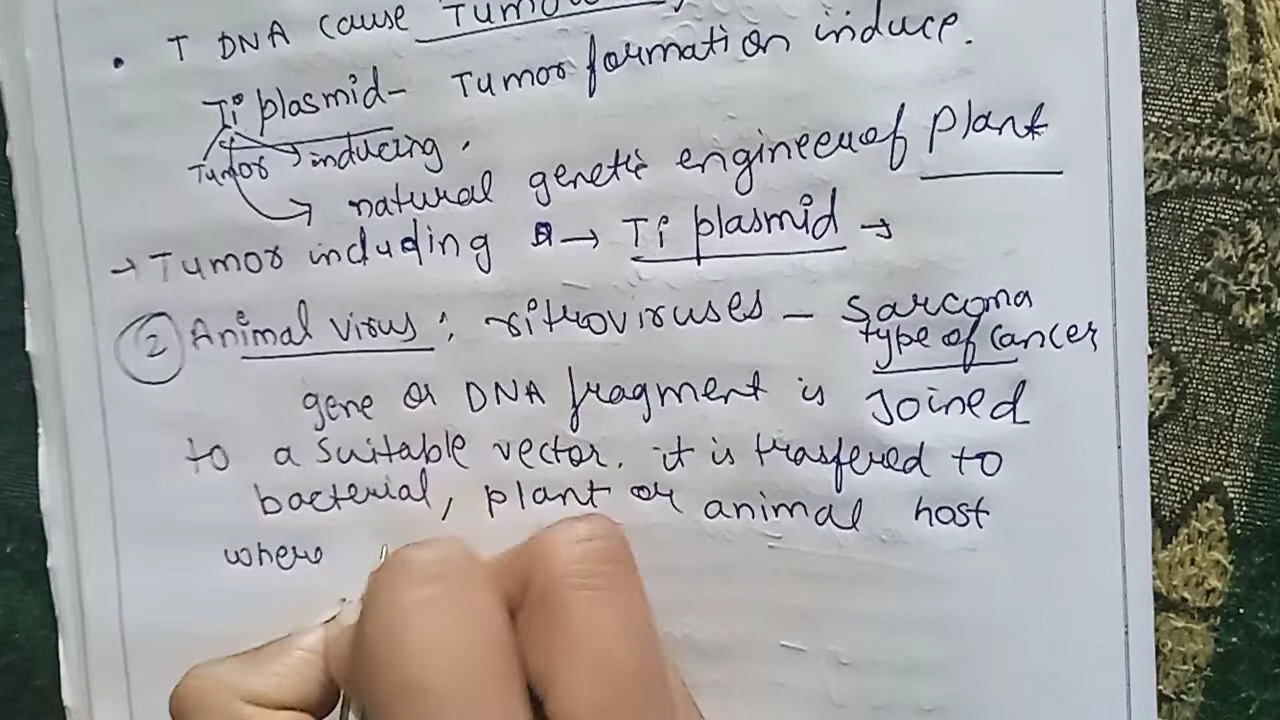 • T DNA cause Tumo
Ti plasmid- Tumor formation induce.
Tumor inducing.
→ natural genetic engineer of plant
→ Tumor including → Ti plasmid →
② Animal virus: ritroviruses - Sarcoma
type of cancer
gene or DNA fragment is Joined
to a suitable vector. it is trasfered to
bacterial, plant or animal host
where